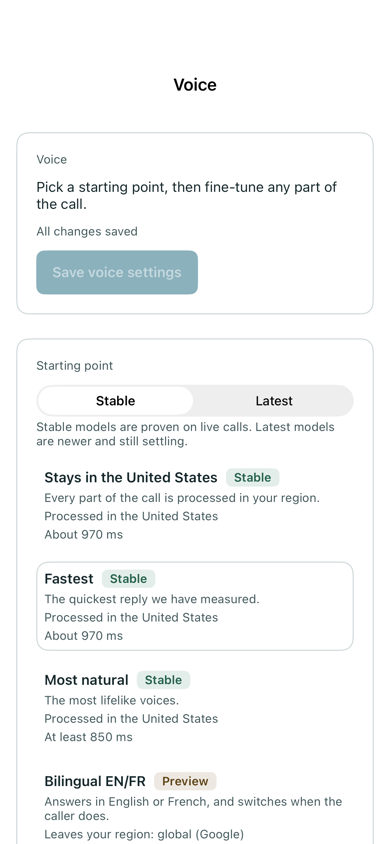 Voice
Voice
Pick a starting point, then fine-tune any part of
the call.
All changes saved
Save voice settings
Starting point
Stable
Latest
Stable models are proven on live calls. Latest models
are newer and still settling.
Stays in the United States Stable
Every part of the call is processed in your region.
Processed in the United States
About 970 ms
Fastest Stable
The quickest reply we have measured.
Processed in the United States
About 970 ms
Most natural Stable
The most lifelike voices.
Processed in the United States
At least 850 ms
Bilingual EN/FR Preview
Answers in English or French, and switches when the
caller does.
Leaves your region: global (Google)